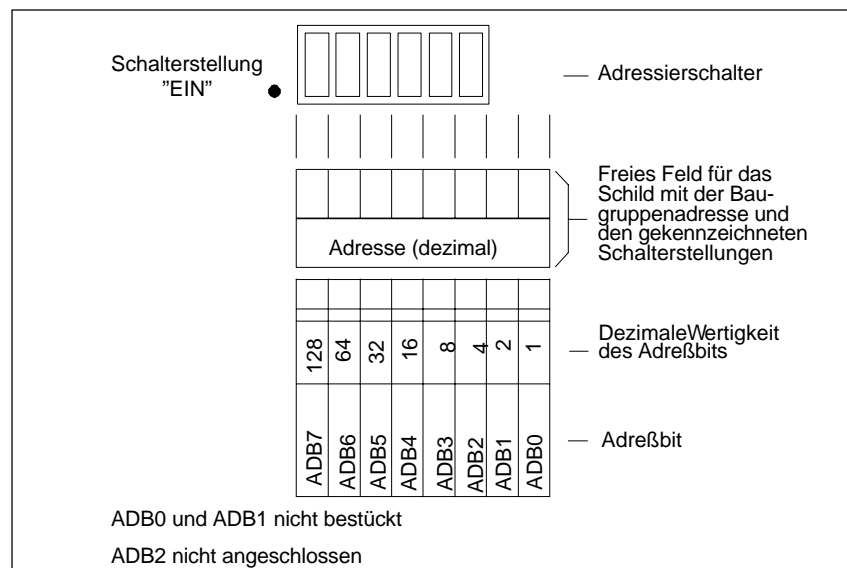 Schalterstellung
”EIN”
Adressierschalter
Freies Feld für das
Schild mit der Bau-
gruppenadresse und
den gekennzeichneten
Schalterstellungen
Adresse (dezimal)
128 64 32 16 8 4 2 1
DezimaleWertigkeit
des Adreßbits
ADB7 ADB6 ADB5 ADB4 ADB3 ADB2 ADB1 ADB0
Adreßbit
ADB0 und ADB1 nicht bestückt
ADB2 nicht angeschlossen